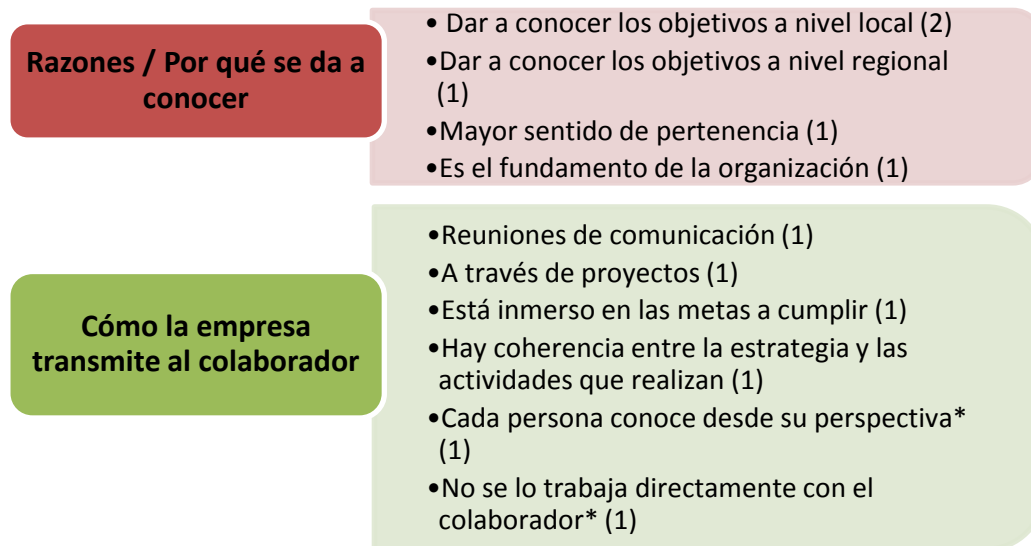 Razones / Por qué se da a
conocer
• Dar a conocer los objetivos a nivel local (2)
•Dar a conocer los objetivos a nivel regional
(1)
•Mayor sentido de pertenencia (1)
•Es el fundamento de la organización (1)
Cómo la empresa
transmite al colaborador
•Reuniones de comunicación (1)
•A través de proyectos (1)
•Está inmerso en las metas a cumplir (1)
•Hay coherencia entre la estrategia y las
actividades que realizan (1)
•Cada persona conoce desde su perspectiva*
(1)
•No se lo trabaja directamente con el
colaborador* (1)